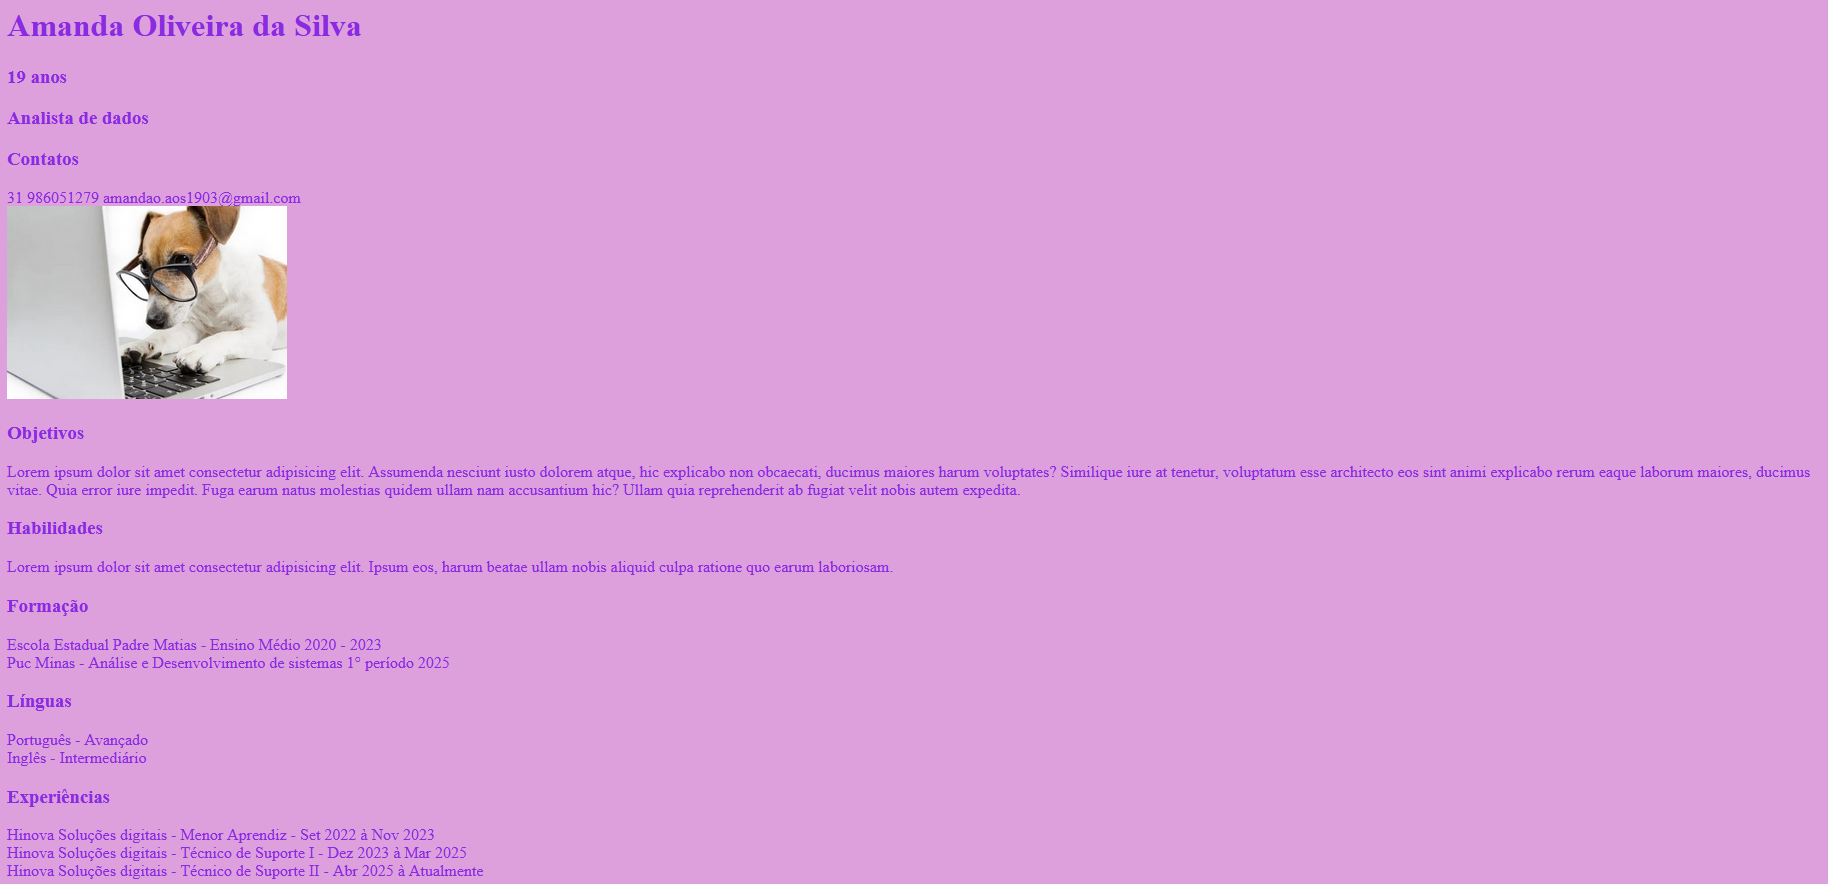 Amanda Oliveira da Silva
19 anos
Analista de dados
Contatos
31 986051279 amandao.aos1903@gmail.com
Objetivos
Lorem ipsum dolor sit amet consectetur adipisicing elit. Assumenda nesciunt iusto dolorem atque, hic explicabo non obcaecati, ducimus maiores harum voluptates? Similique iure at tenetur, voluptatum esse architecto eos sint animi explicabo rerum eaque laborum maiores, ducimus
vitae. Quia error iure impedit. Fuga earum natus molestias quidem ullam nam accusantium hic? Ullam quia reprehenderit ab fugiat velit nobis autem expedita.
Habilidades
Lorem ipsum dolor sit amet consectetur adipisicing elit. Ipsum eos, harum beatae ullam nobis aliquid culpa ratione quo earum laboriosam.
Formação
Escola Estadual Padre Matias - Ensino Médio 2020 - 2023
Puc Minas - Análise e Desenvolvimento de sistemas 1° período 2025
Línguas
Português - Avançado
Inglês - Intermediário
Experiências
Hinova Soluções digitais - Menor Aprendiz - Set 2022 à Nov 2023
Hinova Soluções digitais - Técnico de Suporte I - Dez 2023 à Mar 2025
Hinova Soluções digitais - Técnico de Suporte II - Abr 2025 à Atualmente